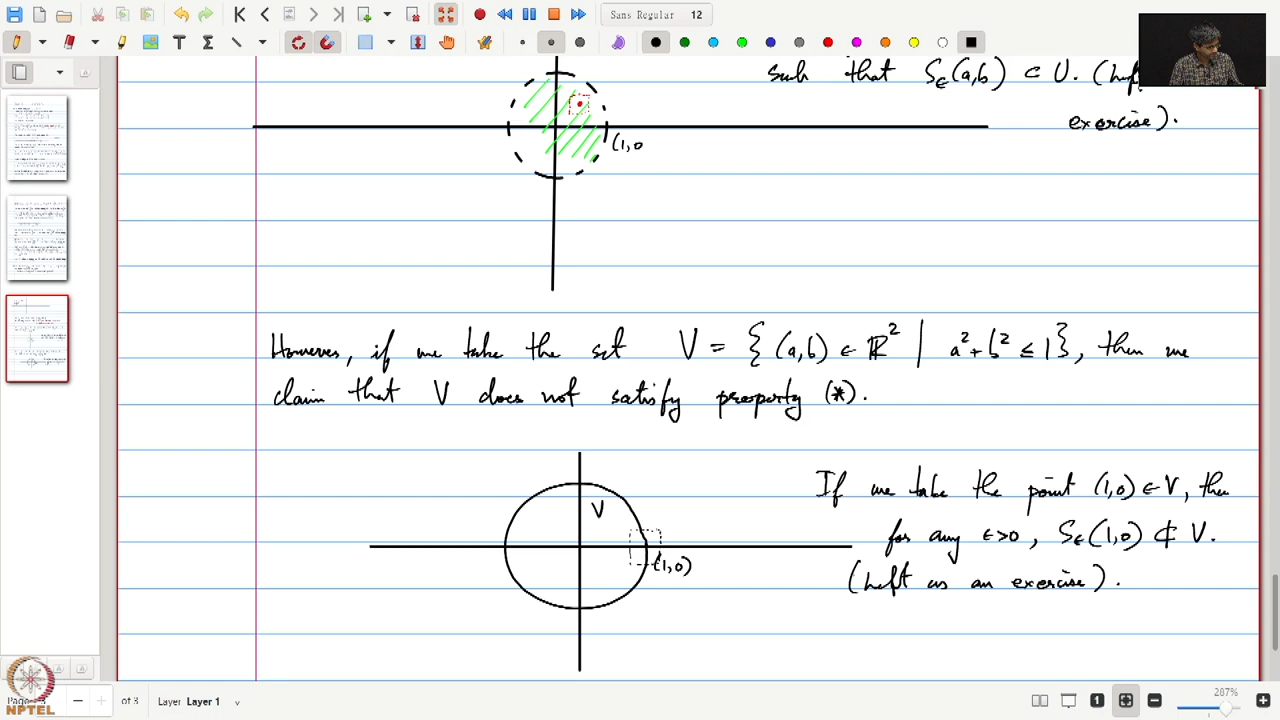 Sans Regular 12
such that Sε(a,b) ⊂ U. (Left
exercise).
(1,0
However, if we take the set V = {(a,b) ∈ ℝ² | a²+b² ≤ 1}, then we
claim that V does not satisfy property (*).
V
(1,0)
If we take the point (1,0) ∈ V, then
for any ε>0, Sε(1,0) ⊄ V.
(Left as an exercise).
NPTEL
of 3 Layer Layer 1
287%